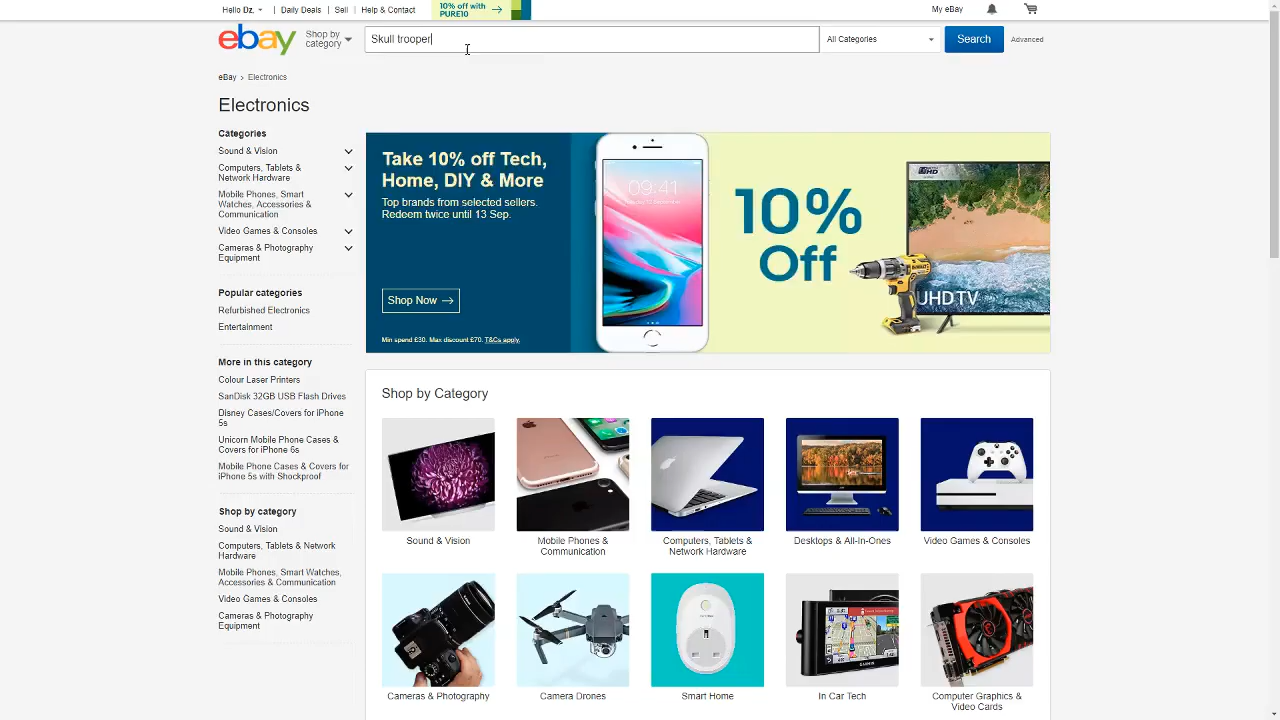 Hello Dz.
Daily Deals
Sell
Help & Contact
10% off with
PURE10
My eBay
ebay
Shop by
category
Skull trooper
All Categories
Search
Advanced
eBay > Electronics
Electronics
Categories
Sound & Vision
Computers, Tablets &
Network Hardware
Mobile Phones, Smart
Watches, Accessories &
Communication
Video Games & Consoles
Cameras & Photography
Equipment
Popular categories
Refurbished Electronics
Entertainment
More in this category
Colour Laser Printers
SanDisk 32GB USB Flash Drives
Disney Cases/Covers for iPhone
5s
Unicorn Mobile Phone Cases &
Covers for iPhone 6s
Mobile Phone Cases & Covers for
iPhone 5s with Shockproof
Shop by category
Sound & Vision
Computers, Tablets & Network
Hardware
Mobile Phones, Smart Watches,
Accessories & Communication
Video Games & Consoles
Cameras & Photography
Equipment
Take 10% off Tech,
Home, DIY & More
Top brands from selected sellers.
Redeem twice until 13 Sep.
Shop Now
Min spend £30. Max discount £70. T&Cs apply.
09:41
10%
Off
UHD
DEWALT
UHD TV
Shop by Category
Sound & Vision
Mobile Phones &
Communication
Computers, Tablets &
Network Hardware
Desktops & All-In-Ones
Video Games & Consoles
GARMIN
Cameras & Photography
Camera Drones
Smart Home
In Car Tech
Computer Graphics &
Video Cards